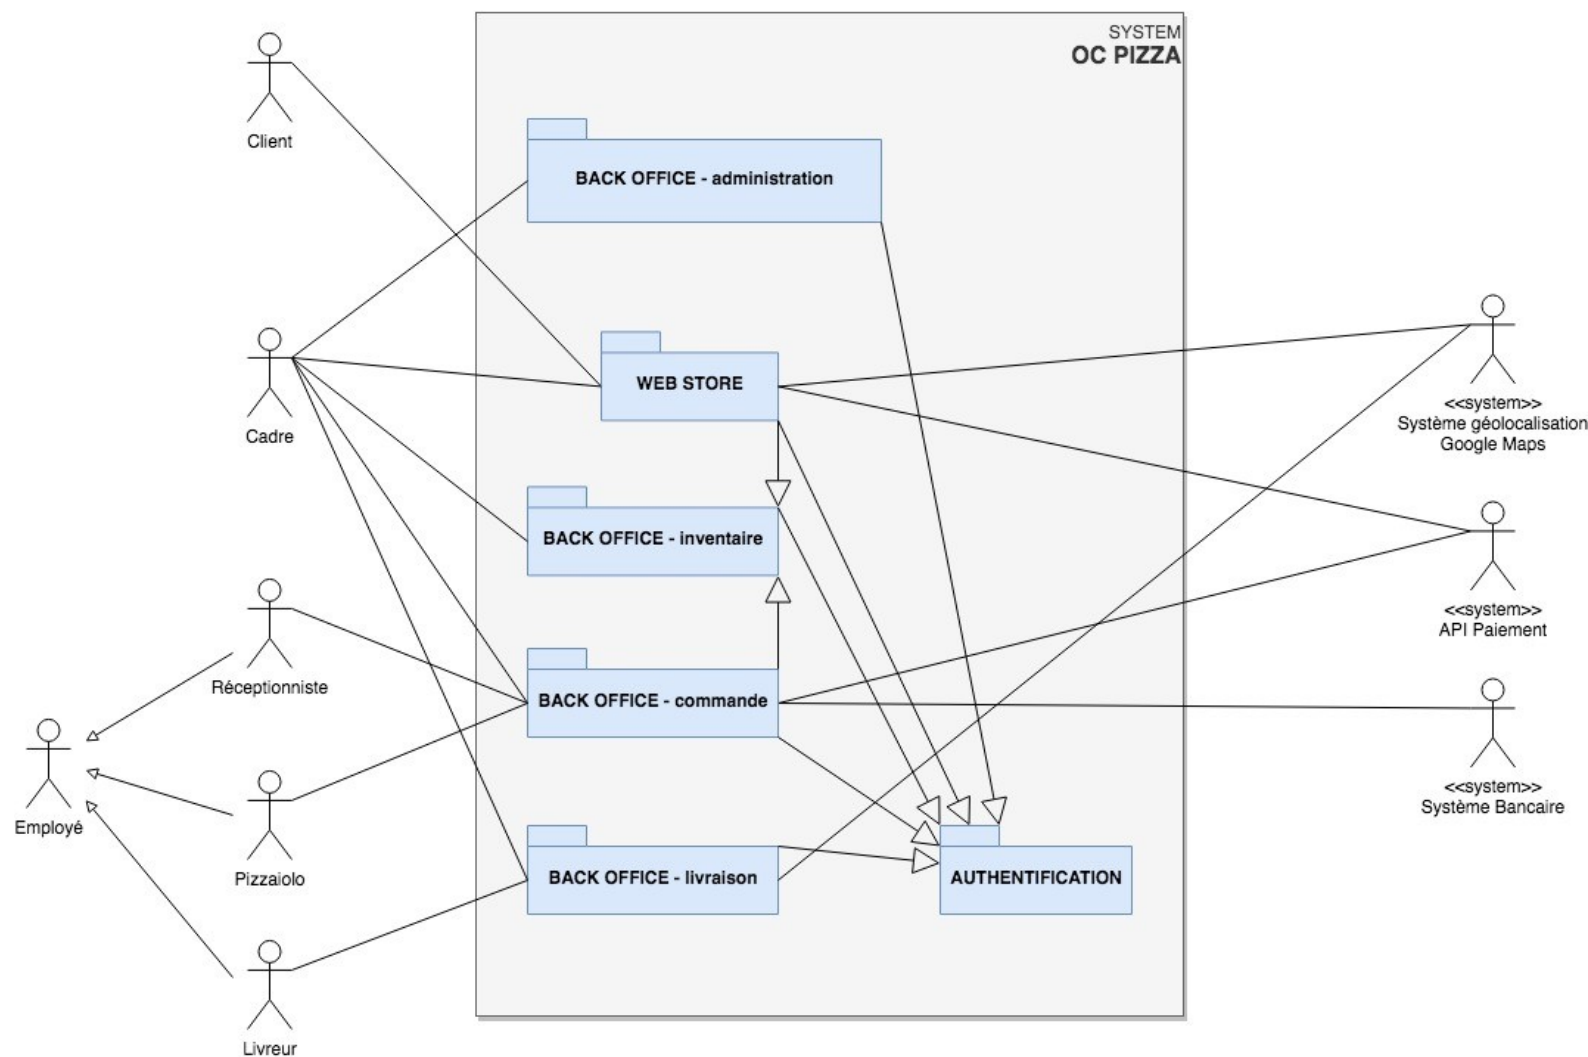 SYSTEM
OC PIZZA
Client
BACK OFFICE - administration
WEB STORE
Cadre
<<system>>
Système géolocalisation
Google Maps
BACK OFFICE - inventaire
<<system>>
API Paiement
Réceptionniste
BACK OFFICE - commande
<<system>>
Système Bancaire
Employé
Pizzaiolo
BACK OFFICE - livraison
AUTHENTIFICATION
Livreur